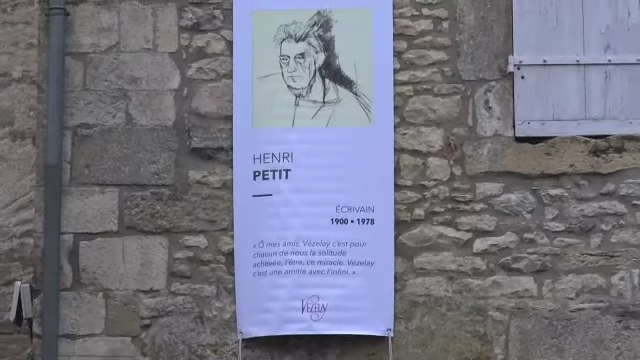 HENRI
PETIT
ÉCRIVAIN
1900 • 1978
« Ô mes amis, Vézelay c'est pour
chacun de nous la solitude
achevée, l'être, ce miracle. Vézelay
c'est une amitié avec l'infini. »
VÉZELAY